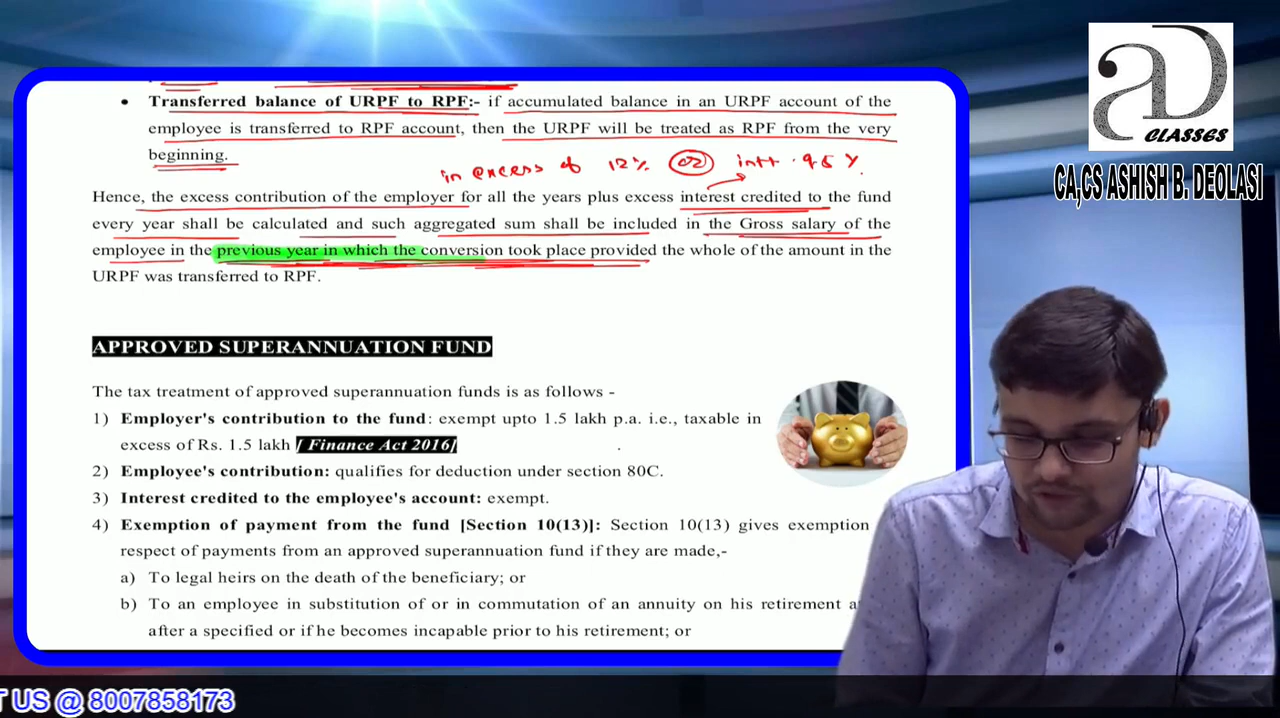 • Transferred balance of URPF to RPF:- if accumulated balance in an URPF account of the
employee is transferred to RPF account, then the URPF will be treated as RPF from the very
beginning.
in excess of 12% or intt. 9.5 %.
Hence, the excess contribution of the employer for all the years plus excess interest credited to the fund
every year shall be calculated and such aggregated sum shall be included in the Gross salary of the
employee in the previous year in which the conversion took place provided the whole of the amount in the
URPF was transferred to RPF.
APPROVED SUPERANNUATION FUND
The tax treatment of approved superannuation funds is as follows -
1) Employer's contribution to the fund: exempt upto 1.5 lakh p.a. i.e., taxable in
excess of Rs. 1.5 lakh [ Finance Act 2016]
2) Employee's contribution: qualifies for deduction under section 80C.
3) Interest credited to the employee's account: exempt.
4) Exemption of payment from the fund [Section 10(13)]: Section 10(13) gives exemption
respect of payments from an approved superannuation fund if they are made,-
a) To legal heirs on the death of the beneficiary; or
b) To an employee in substitution of or in commutation of an annuity on his retirement
after a specified or if he becomes incapable prior to his retirement; or
aD
CLASSES
CA,CS ASHISH B. DEOLASI
T US @ 8007858173